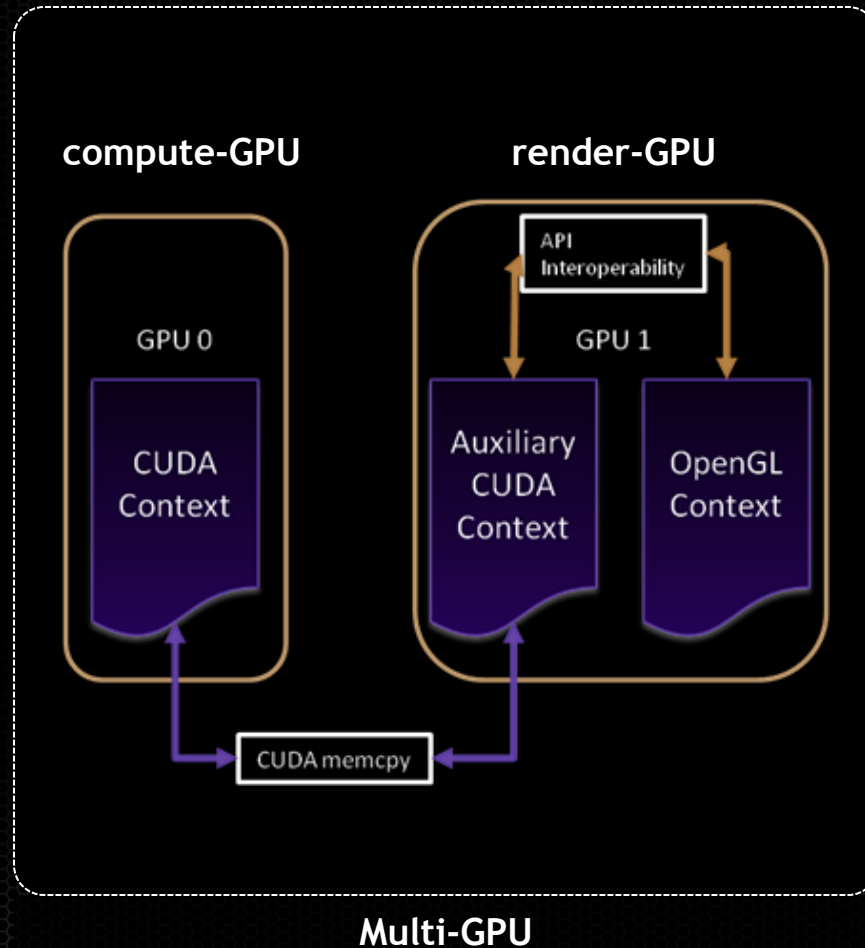 compute-GPU
render-GPU
API
Interoperability
GPU 0
GPU 1
CUDA
Context
Auxiliary
CUDA
Context
OpenGL
Context
CUDA memcpy
Multi-GPU